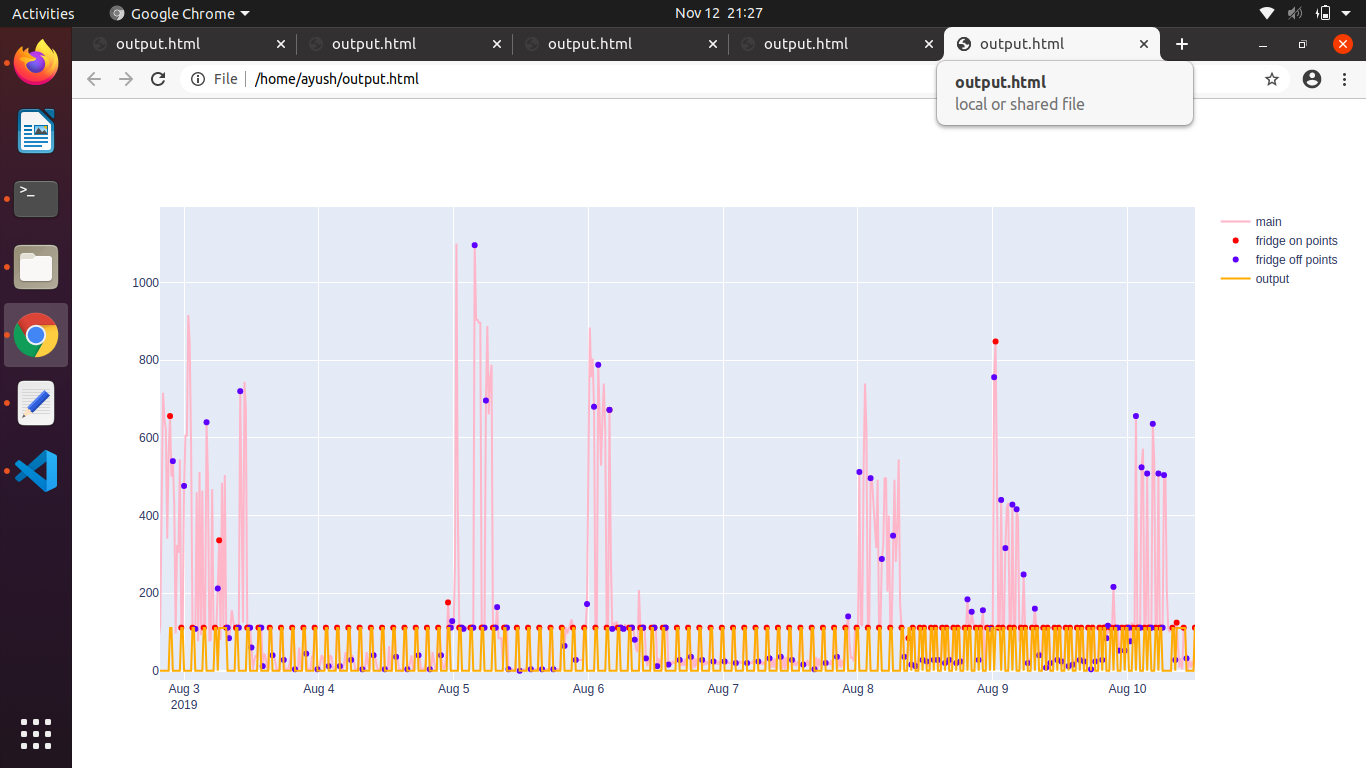 Activities
Google Chrome
Nov 12 21:27
output.html
output.html
output.html
output.html
output.html
File
/home/ayush/output.html
output.html
local or shared file
>_
1000
800
600
400
200
0
Aug 3
2019
Aug 4
Aug 5
Aug 6
Aug 7
Aug 8
Aug 9
Aug 10
main
fridge on points
fridge off points
output